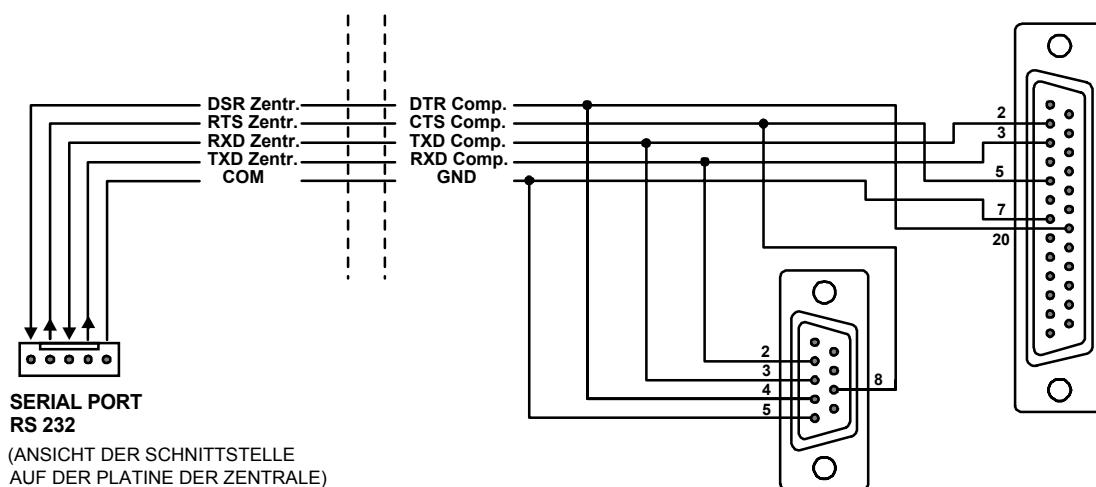 DSR Zentr. DTR Comp.
RTS Zentr. CTS Comp.
RXD Zentr. TXD Comp.
TXD Zentr. RXD Comp.
COM GND
2
3
5
7
20
2
3
4
5
8
SERIAL PORT
RS 232
(ANSICHT DER SCHNITTSTELLE
AUF DER PLATINE DER ZENTRALE)